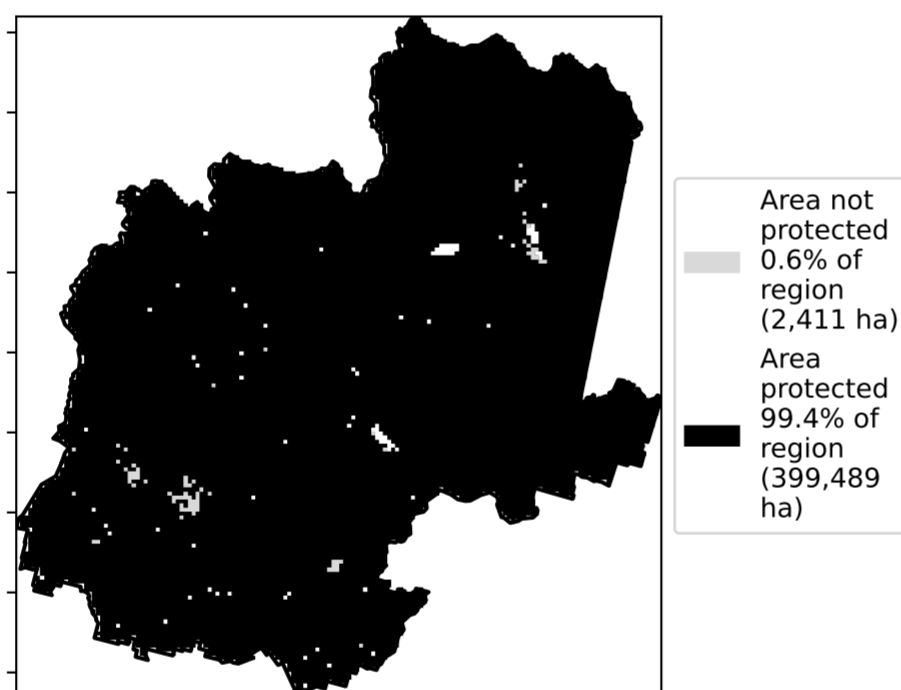 Area not
protected
0.6% of
region
(2,411 ha)
Area
protected
99.4% of
region
(399,489
ha)